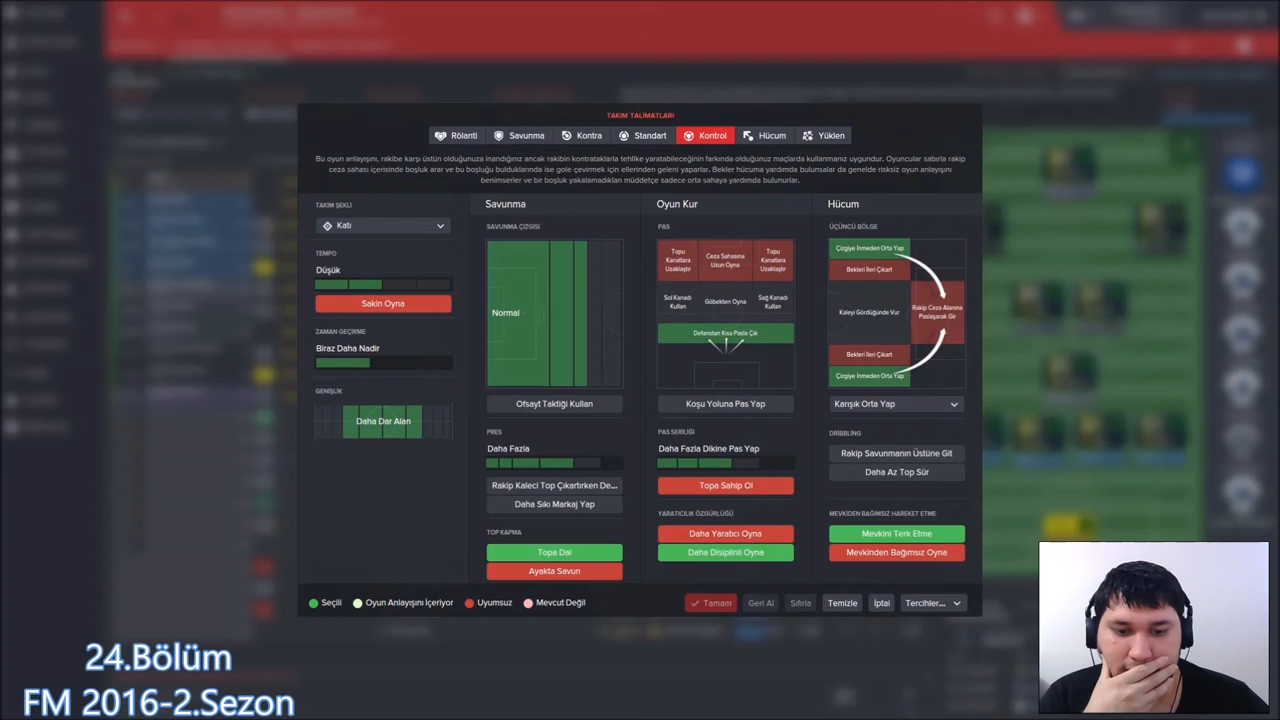 TAKIM TALİMATLARI
Rölanti Savunma Kontra Standart Kontrol Hücum Yüklen
Bu oyun anlayışını, rakibe karşı üstün olduğunuza inandığınız ancak rakibin kontrataklarla tehlike yaratabileceğinin farkında olduğunuz maçlarda kullanmanız uygundur. Oyuncular sabırla rakip
ceza sahası içerisinde boşluk arar ve bu boşluğu bulduklarında ise gole çevirmek için ellerinden geleni yaparlar. Bekler hücuma yardımda bulunsalar da genelde risksiz oyun anlayışını
benimserler ve bir boşluk yakalamadıkları müddetçe sadece orta sahaya yardımda bulunurlar.
TAKIM ŞEKLİ
Katı
TEMPO
Düşük
Sakin Oyna
ZAMAN GEÇİRME
Biraz Daha Nadir
GENİŞLİK
Daha Dar Alan
Savunma
SAVUNMA ÇİZGİSİ
Normal
Ofsayt Taktiği Kullan
PRES
Daha Fazla
Rakip Kaleci Top Çıkartırken De...
Daha Sıkı Markaj Yap
TOP KAPMA
Topa Dal
Ayakta Savun
Oyun Kur
PAS
Topu Kanatlara Uzaklaştır
Ceza Sahasına Uzun Oyna
Topu Kanatlara Uzaklaştır
Sol Kanadı Kullan
Göbekten Oyna
Sağ Kanadı Kullan
Defanstan Kısa Pasla Çık
Koşu Yoluna Pas Yap
PAS SERİLİĞİ
Daha Fazla Dikine Pas Yap
Topa Sahip Ol
YARATICILIK ÖZGÜRLÜĞÜ
Daha Yaratıcı Oyna
Daha Disiplinli Oyna
Hücum
ÜÇÜNCÜ BÖLGE
Çizgiye İnmeden Orta Yap
Bekleri İleri Çıkart
Kaleyi Gördüğünde Vur
Rakip Ceza Alanına Paslaşarak Gir
Bekleri İleri Çıkart
Çizgiye İnmeden Orta Yap
Karışık Orta Yap
DRİBBLİNG
Rakip Savunmanın Üstüne Git
Daha Az Top Sür
MEVKİDEN BAĞIMSIZ HAREKET ETME
Mevkini Terk Etme
Mevkinden Bağımsız Oyna
Seçili Oyun Anlayışını İçeriyor Uyumsuz Mevcut Değil
Tamam Geri Al Sıfırla Temizle İptal Tercihler...
24.Bölüm
FM 2016-2.Sezon